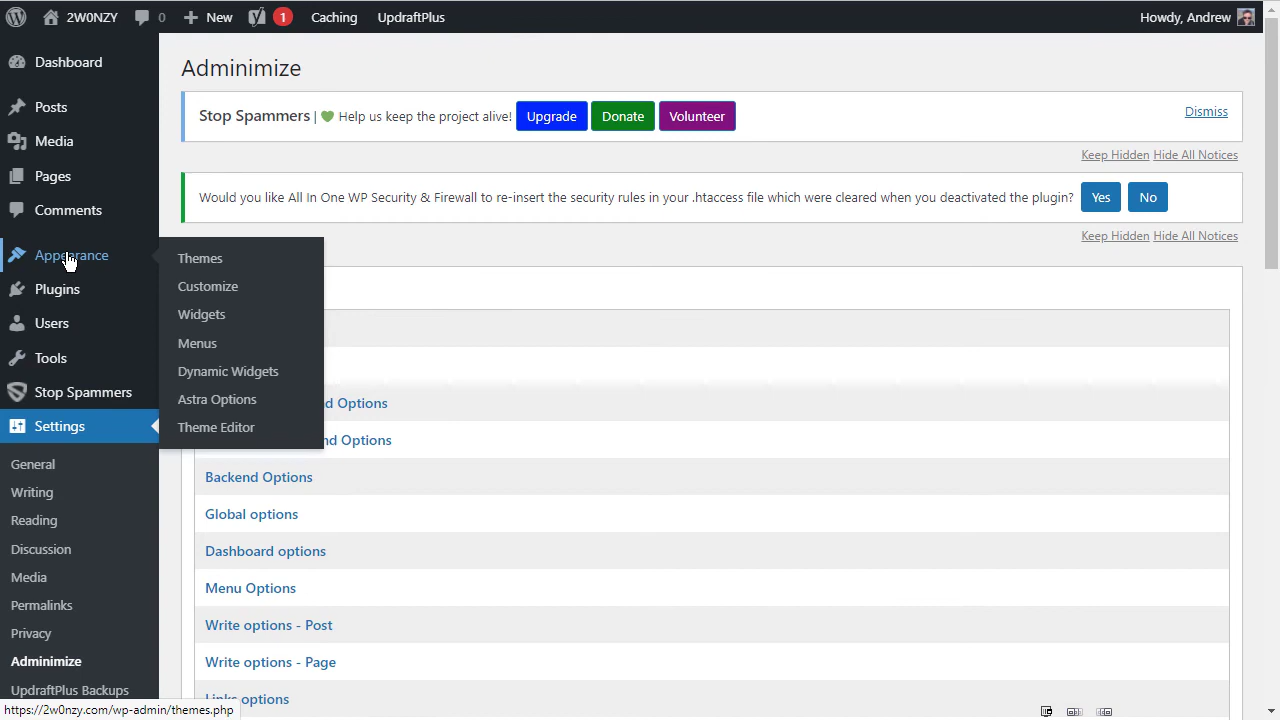 2W0NZY 0 New 1 Caching UpdraftPlus Howdy, Andrew
Dashboard
Posts
Media
Pages
Comments
Appearance
Plugins
Users
Tools
Stop Spammers
Settings
General
Writing
Reading
Discussion
Media
Permalinks
Privacy
Adminimize
UpdraftPlus Backups
https://2w0nzy.com/wp-admin/themes.php
Themes
Customize
Widgets
Menus
Dynamic Widgets
Astra Options
Theme Editor
Adminimize
Stop Spammers | 💚 Help us keep the project alive! Upgrade Donate Volunteer Dismiss
Keep Hidden Hide All Notices
Would you like All In One WP Security & Firewall to re-insert the security rules in your .htaccess file which were cleared when you deactivated the plugin? Yes No
Keep Hidden Hide All Notices
d Options
nd Options
Backend Options
Global options
Dashboard options
Menu Options
Write options - Post
Write options - Page
Links options